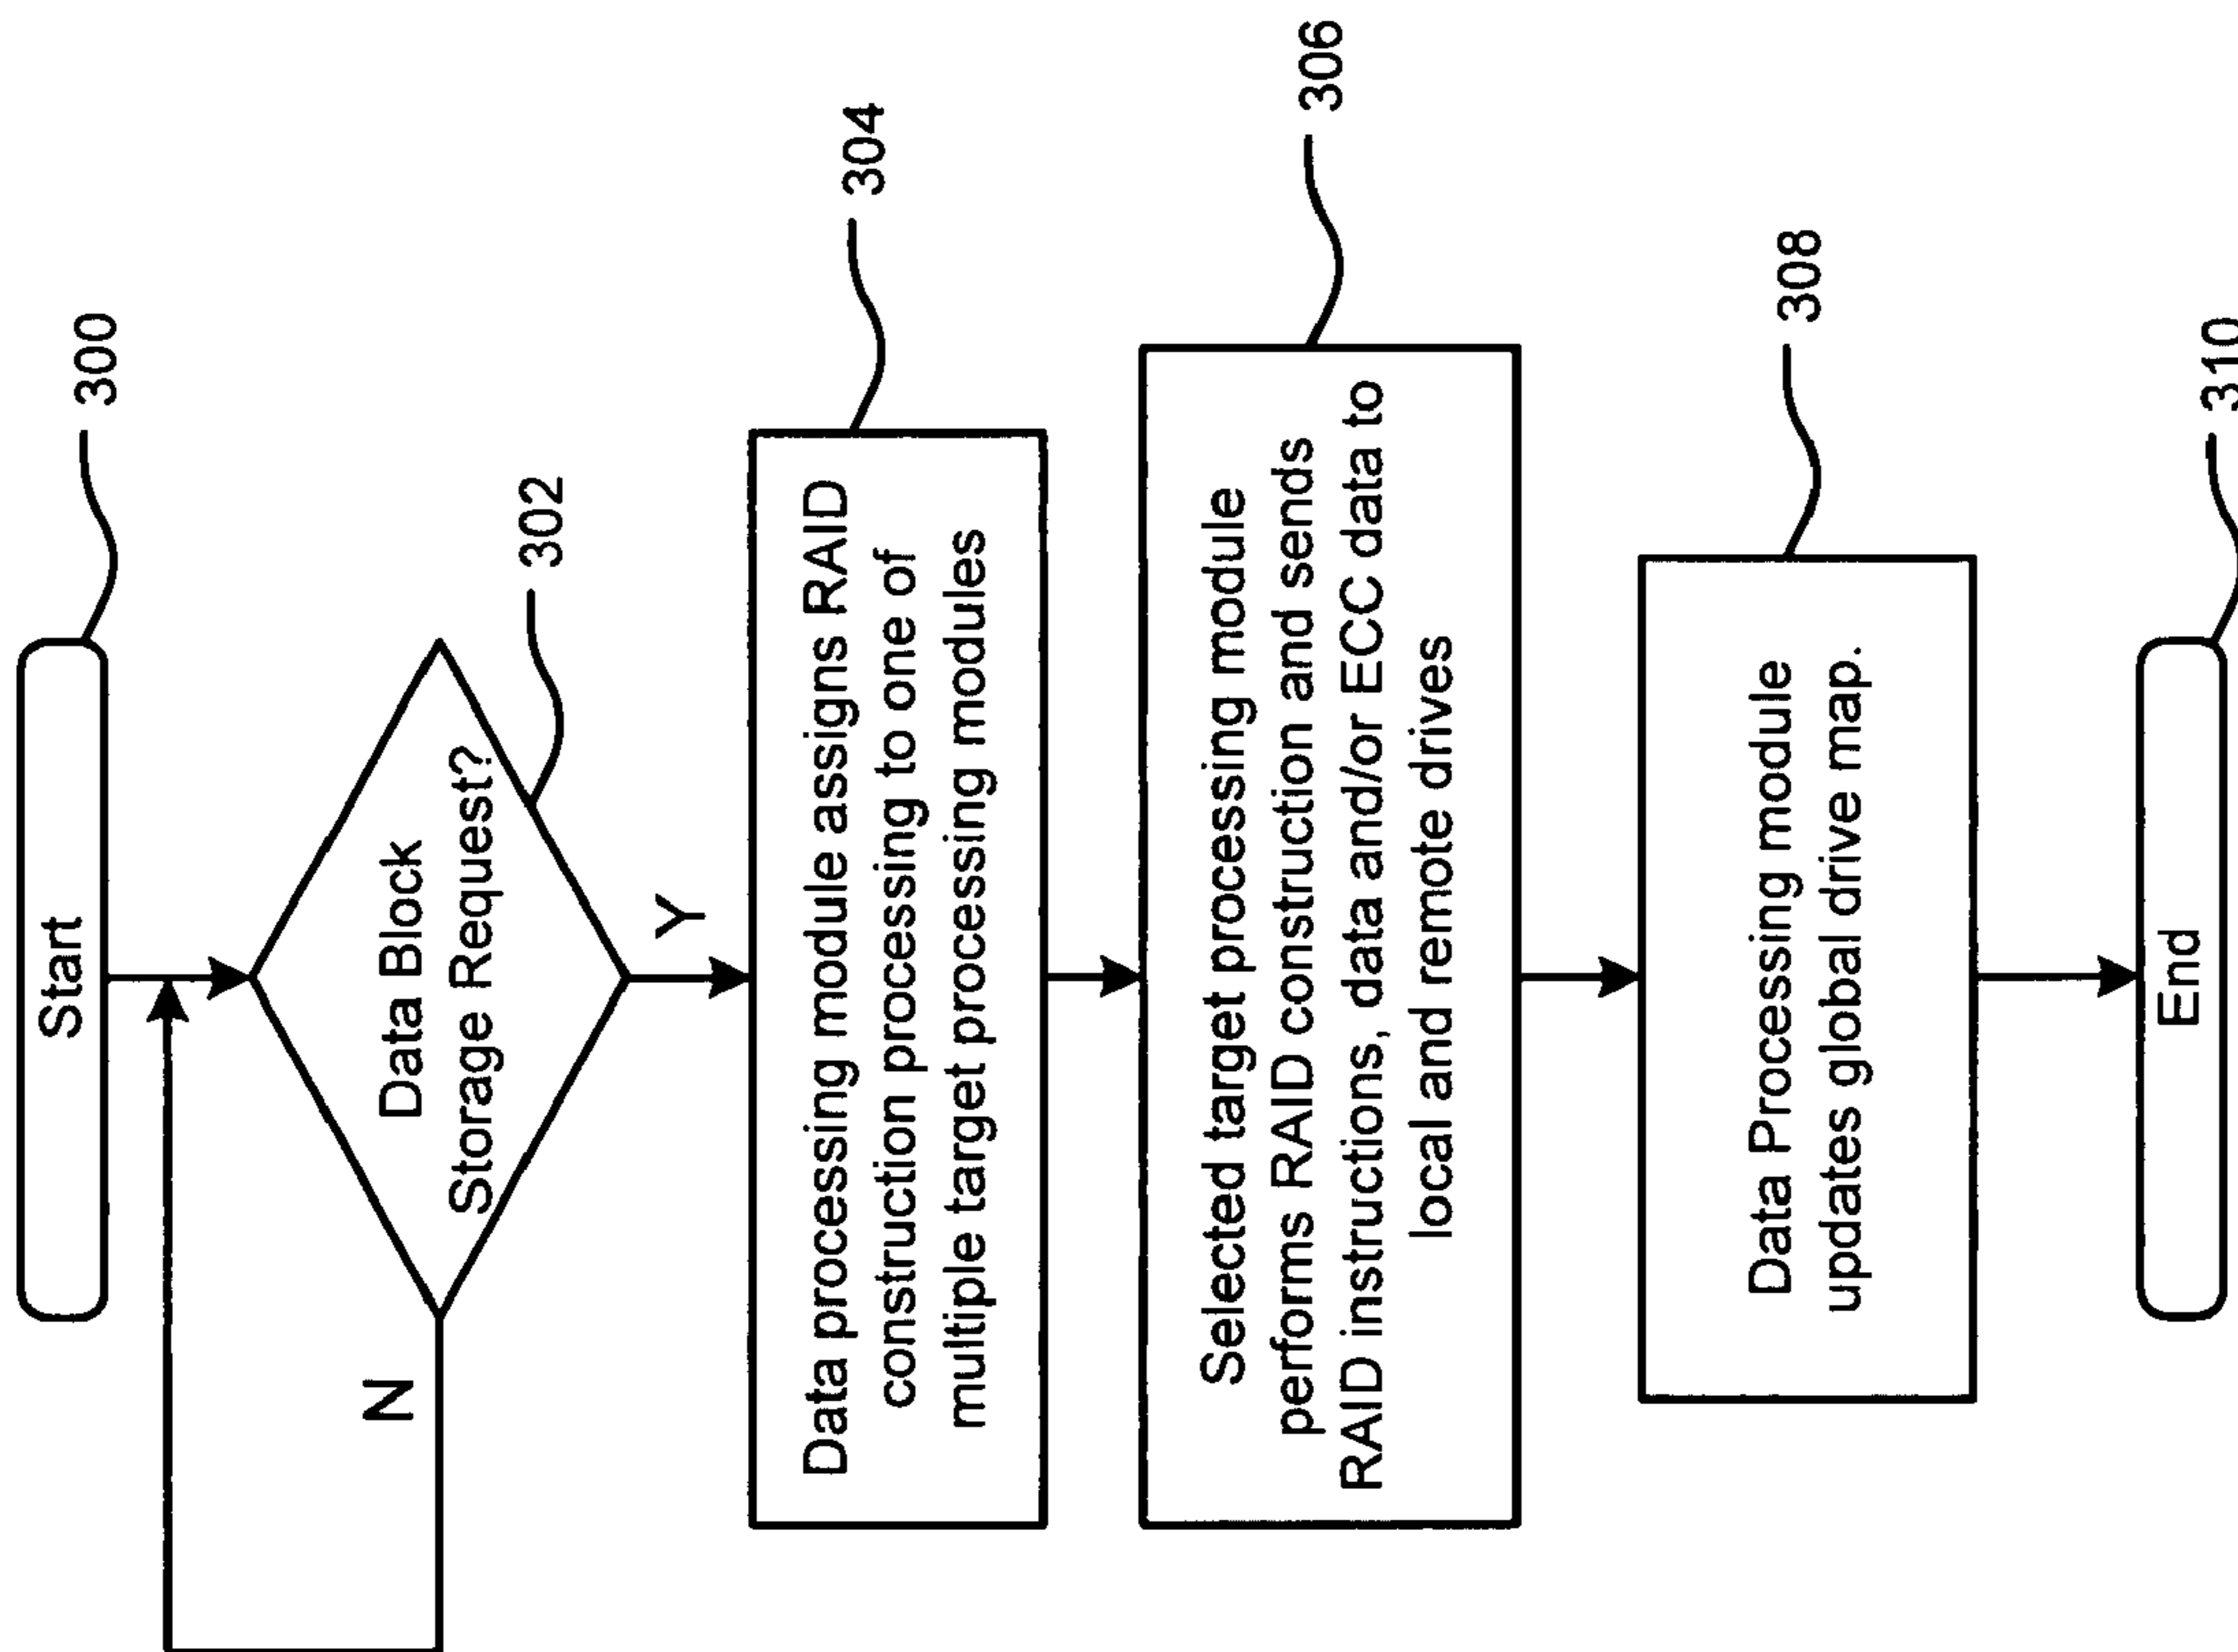 Start
300
Data Block
Storage Request?
302
N
Y
Data processing module assigns RAID
construction processing to one of
multiple target processing modules
304
Selected target processing module
performs RAID construction and sends
RAID instructions, data and/or ECC data to
local and remote drives
306
Data Processing module
updates global drive map.
308
End
310